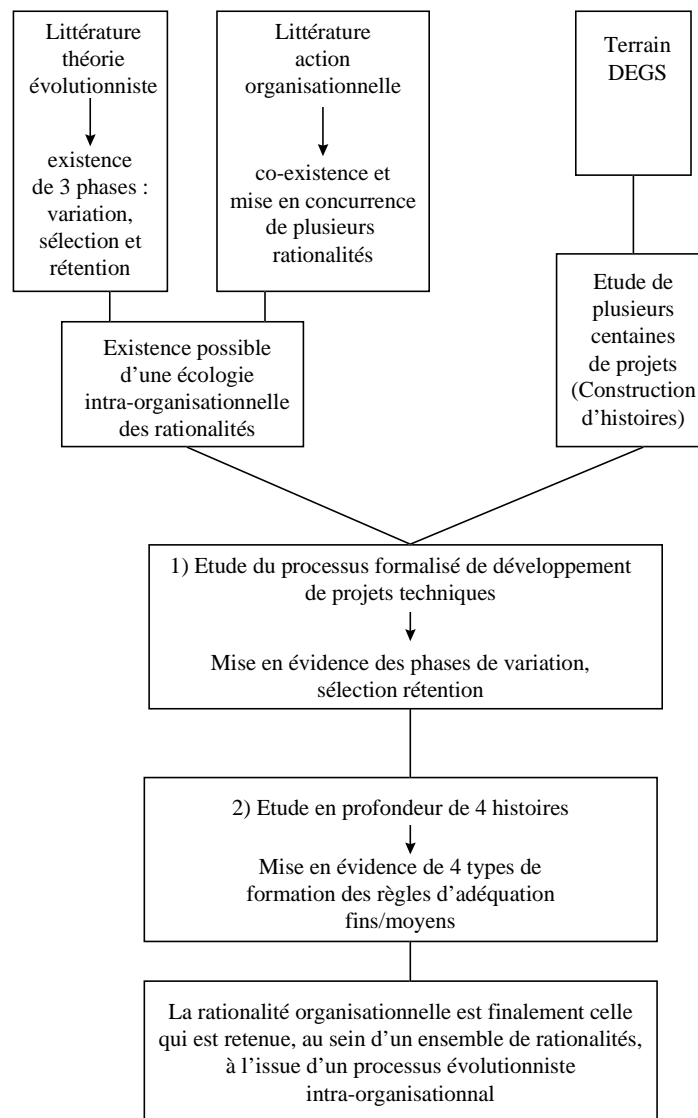 Littérature
théorie
évolutionniste
existence
de 3 phases :
variation,
sélection et
rétention
Littérature
action
organisationnelle
co-existence et
mise en concurrence
de plusieurs
rationalités
Terrain
DEGS
Existence possible
d’une écologie
intra-organisationnelle
des rationalités
Etude de
plusieurs
centaines
de projets
(Construction
d’histoires)
1) Etude du processus formalisé de développement
de projets techniques
Mise en évidence des phases de variation,
sélection rétention
2) Etude en profondeur de 4 histoires
Mise en évidence de 4 types de
formation des règles d’adéquation
fins/moyens
La rationalité organisationnelle est finalement celle
qui est retenue, au sein d’un ensemble de rationalités,
à l’issue d’un processus évolutionniste
intra-organisationnal